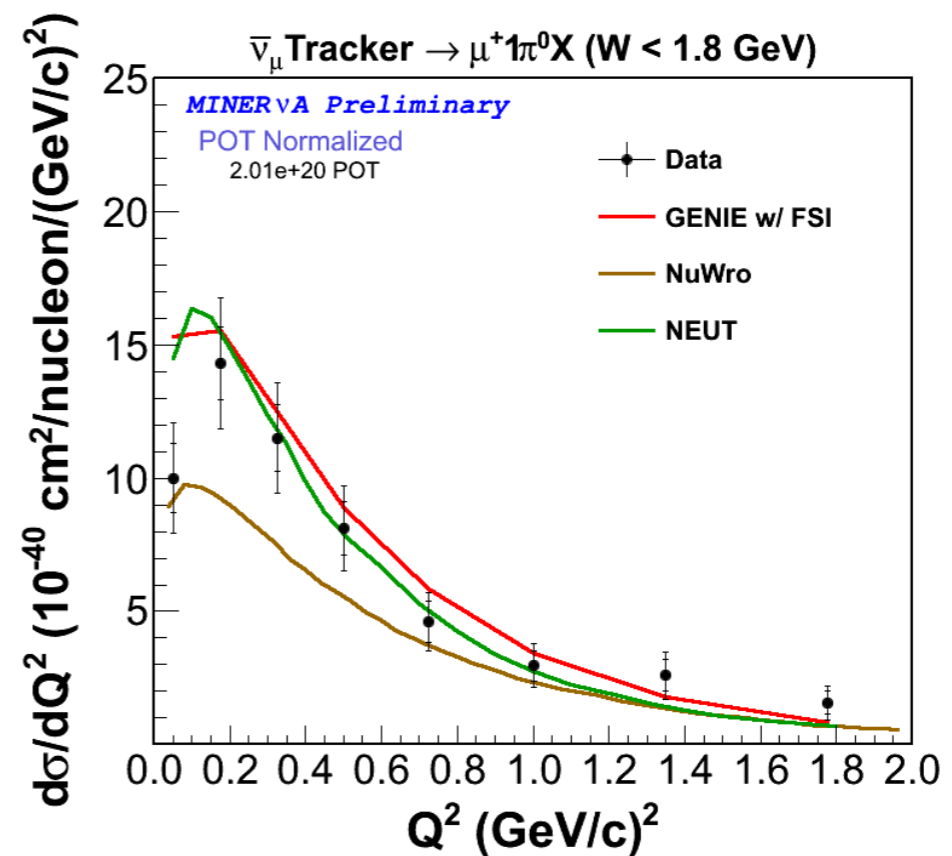 ν̄μ Tracker → μ⁺1π⁰X (W < 1.8 GeV)
MINERνA Preliminary
POT Normalized
2.01e+20 POT
Data
GENIE w/ FSI
NuWro
NEUT
dσ/dQ² (10⁻⁴⁰ cm²/nucleon/(GeV/c)²)
25
20
15
10
5
0.0 0.2 0.4 0.6 0.8 1.0 1.2 1.4 1.6 1.8 2.0
Q² (GeV/c)²